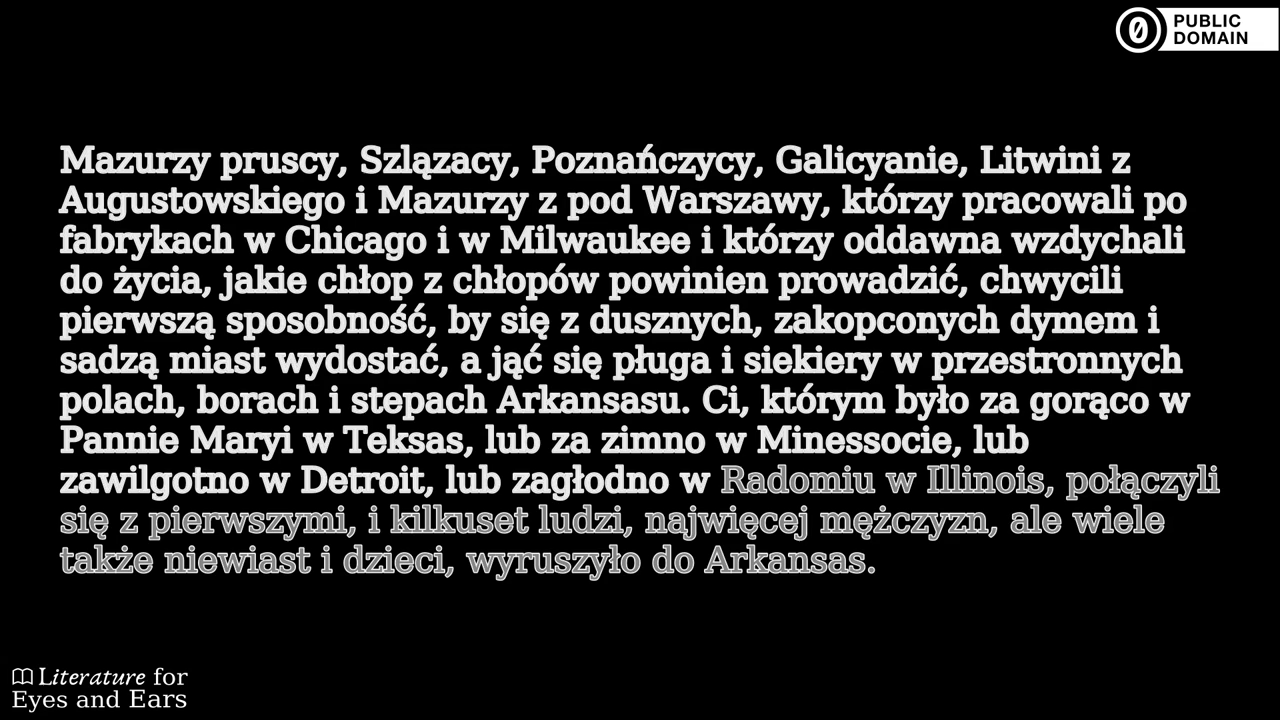 PUBLIC
DOMAIN
Mazurzy pruscy, Szlązacy, Poznańczycy, Galicyanie, Litwini z
Augustowskiego i Mazurzy z pod Warszawy, którzy pracowali po
fabrykach w Chicago i w Milwaukee i którzy oddawna wzdychali
do życia, jakie chłop z chłopów powinien prowadzić, chwycili
pierwszą sposobność, by się z dusznych, zakopconych dymem i
sadzą miast wydostać, a jąć się pługa i siekiery w przestronnych
polach, borach i stepach Arkansasu. Ci, którym było za gorąco w
Pannie Maryi w Teksas, lub za zimno w Minessocie, lub
zawilgotno w Detroit, lub zagłodno w Radomiu w Illinois, połączyli
się z pierwszymi, i kilkuset ludzi, najwięcej mężczyzn, ale wiele
także niewiast i dzieci, wyruszyło do Arkansas.
Literature for
Eyes and Ears